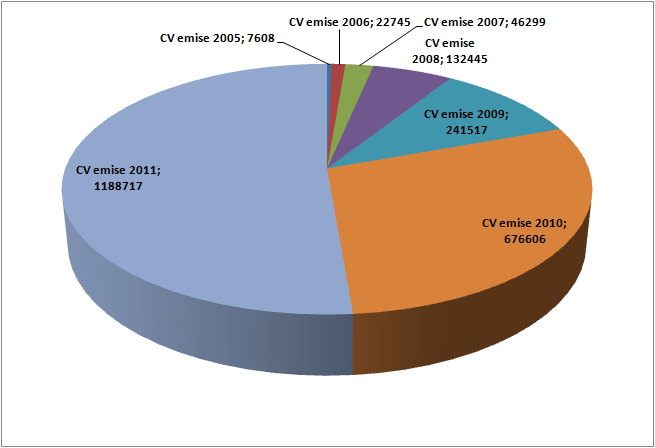 CV emise 2005; 7608
CV emise 2006; 22745
CV emise 2007; 46299
CV emise
2008; 132445
CV emise 2009;
241517
CV emise 2010;
676606
CV emise 2011;
1188717